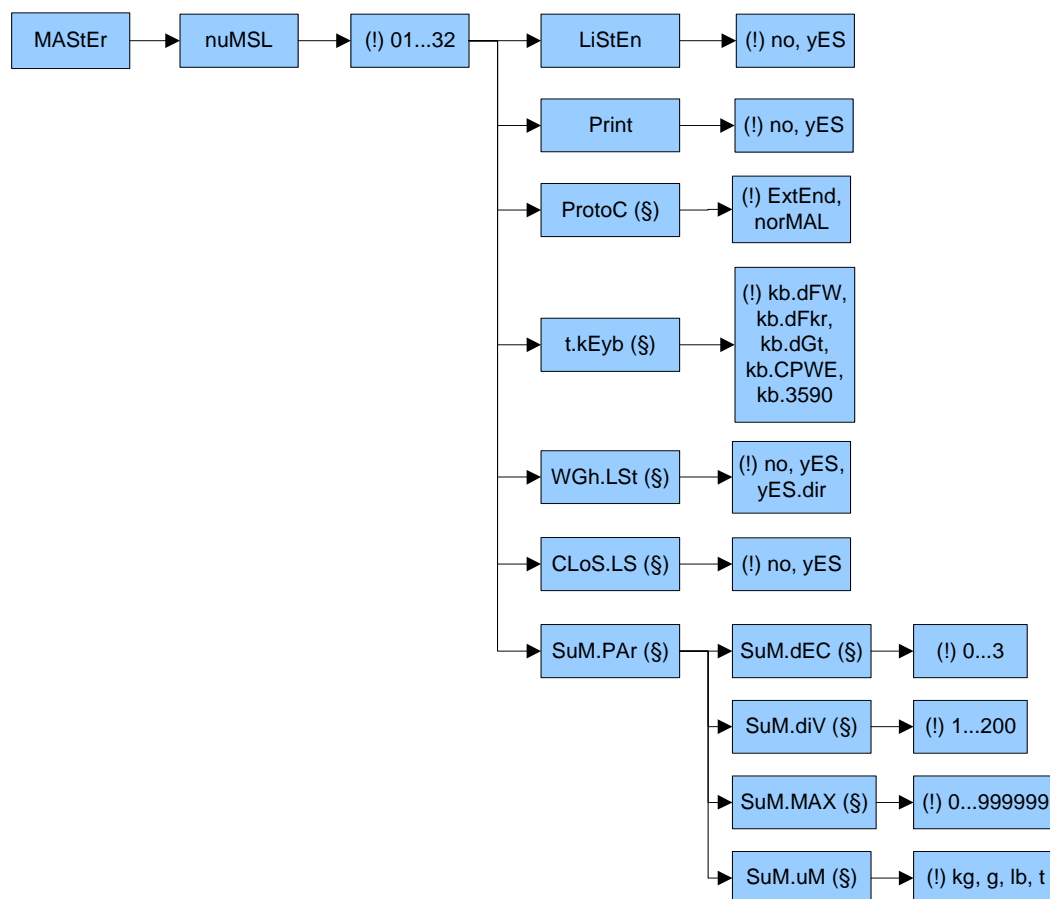 MAStEr
nuMSL
(!) 01...32
LiStEn
(!) no, yES
Print
(!) no, yES
ProtoC (§)
(!) ExtEnd,
norMAL
t.kEyb (§)
(!) kb.dFW,
kb.dFkr,
kb.dGt,
kb.CPWE,
kb.3590
WGh.LSt (§)
(!) no, yES,
yES.dir
CLoS.LS (§)
(!) no, yES
SuM.PAr (§)
SuM.dEC (§)
(!) 0...3
SuM.diV (§)
(!) 1...200
SuM.MAX (§)
(!) 0...999999
SuM.uM (§)
(!) kg, g, lb, t